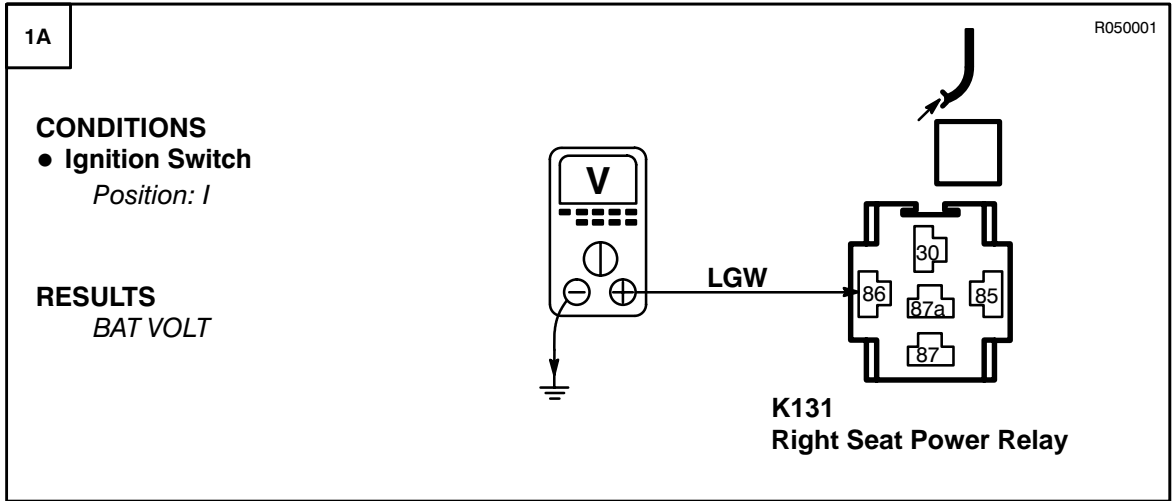 1A
R050001
CONDITIONS
● Ignition Switch
Position: I
RESULTS
BAT VOLT
V
LGW
30
86
87a
85
87
K131
Right Seat Power Relay